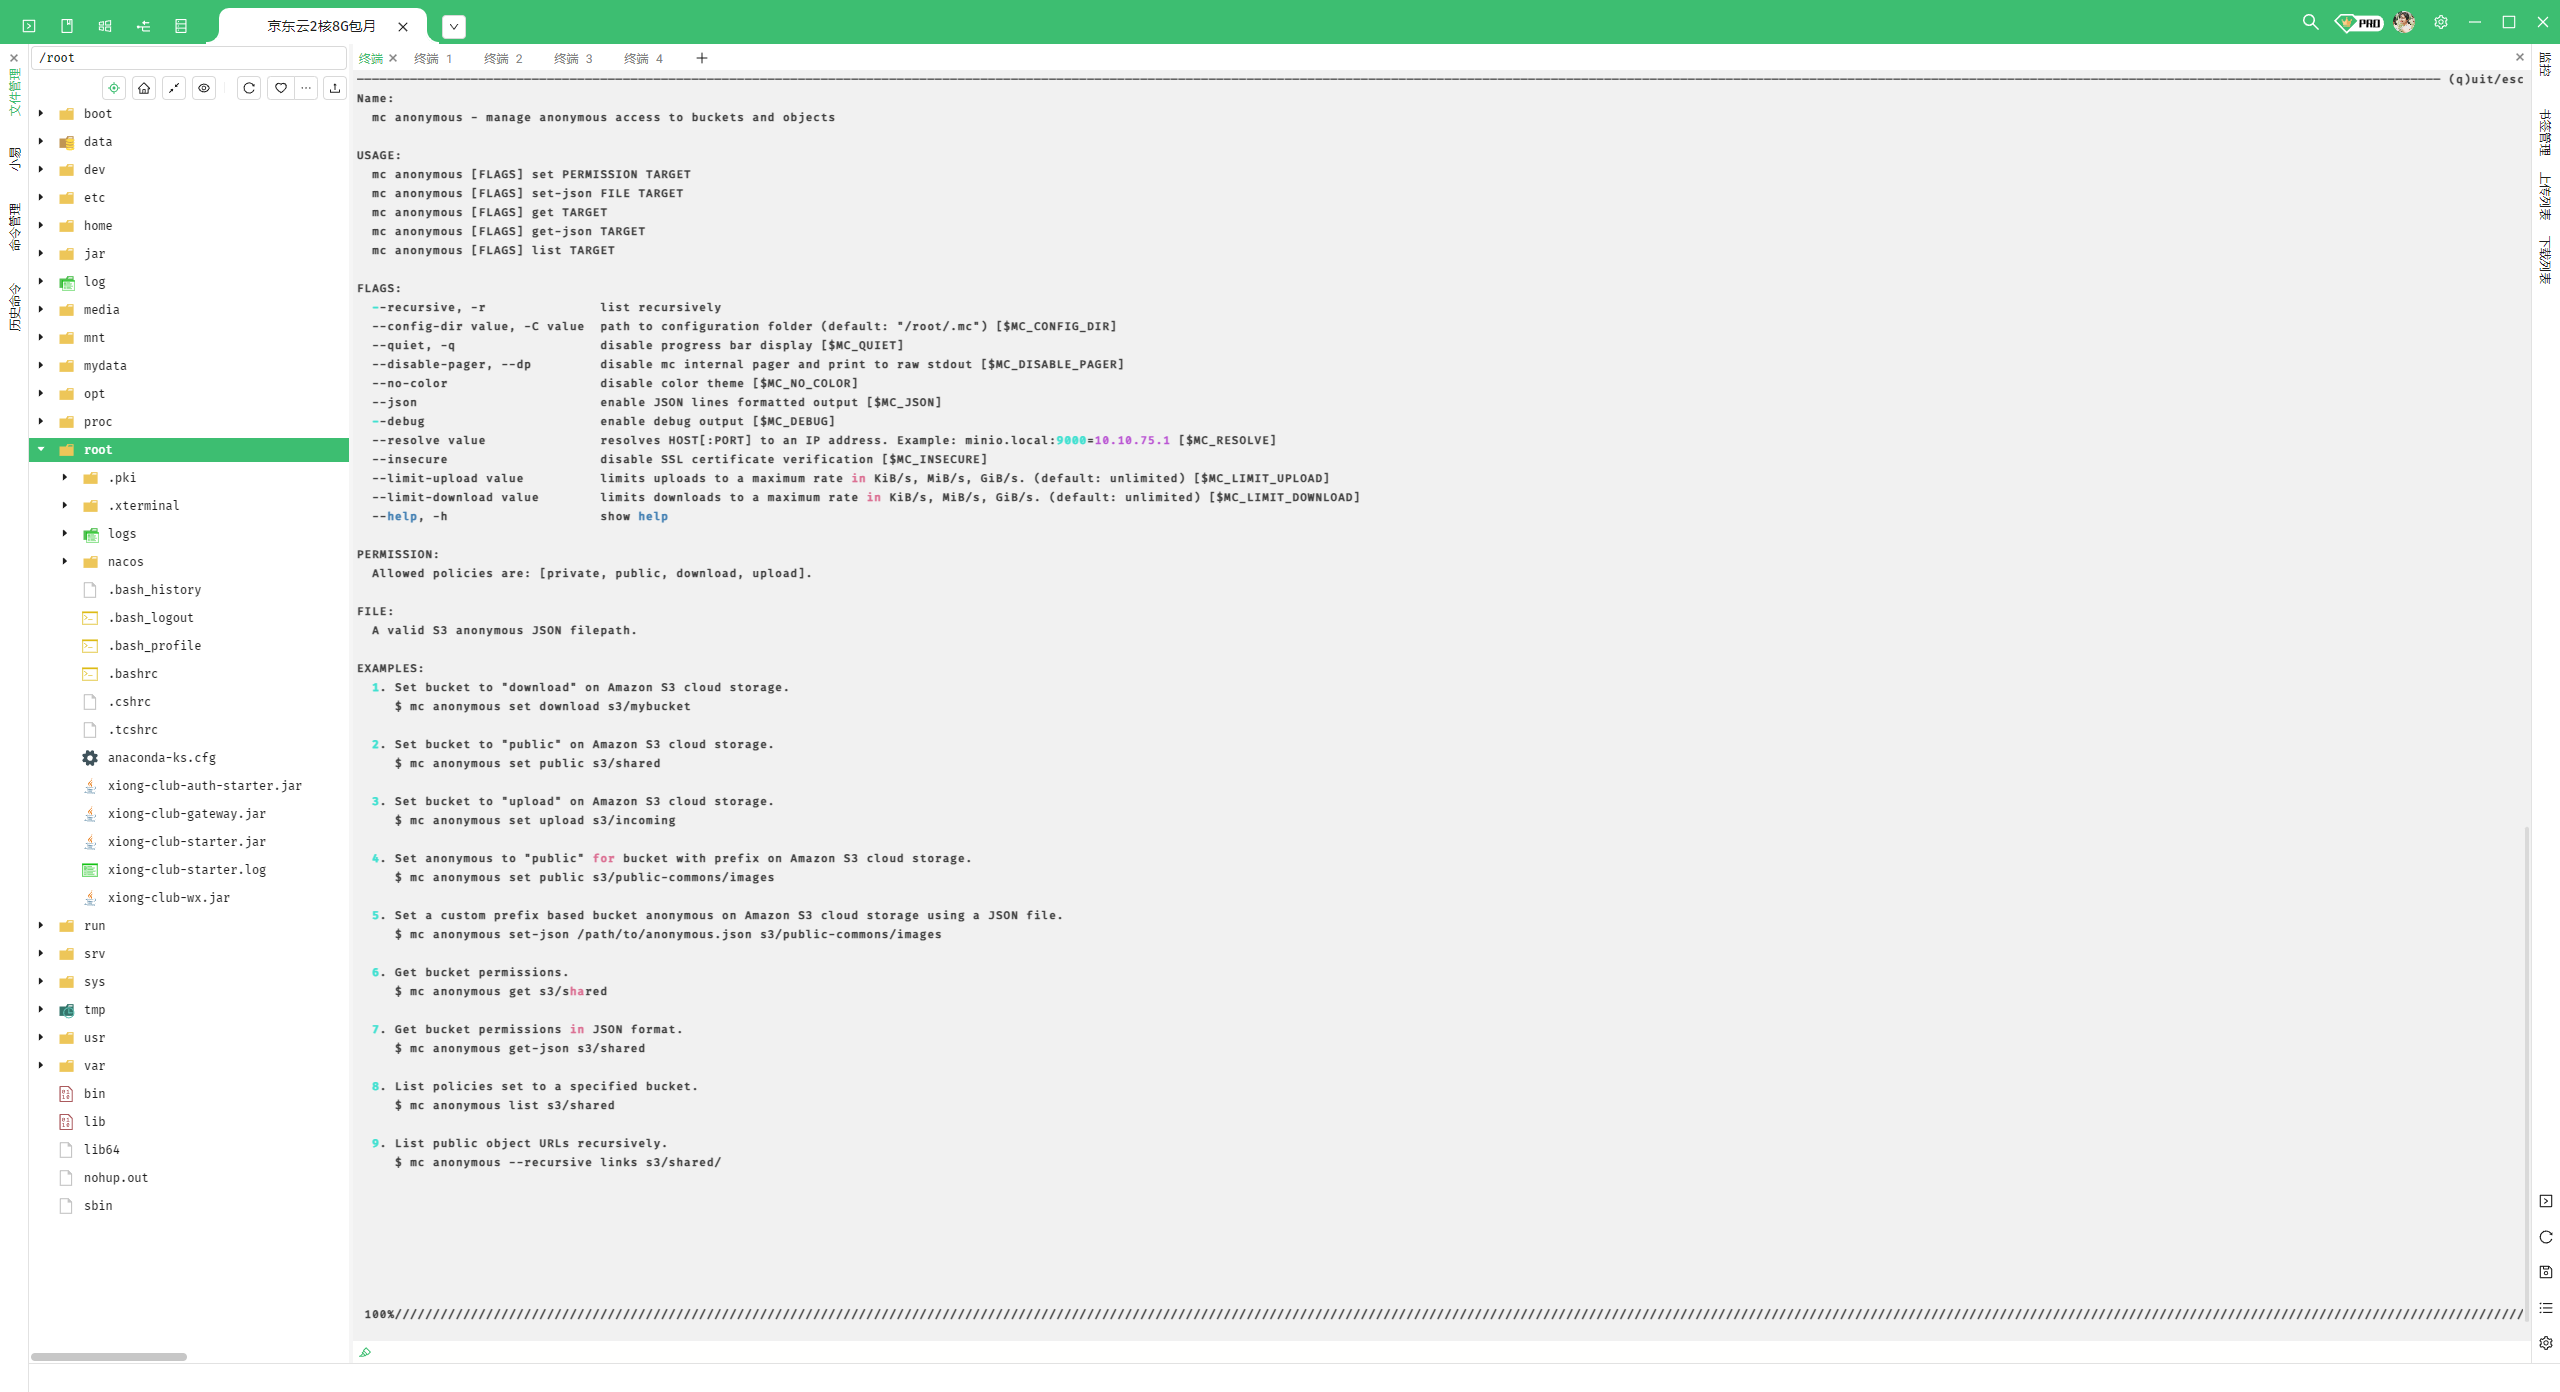 京东云2核8G包月
PRO
文件管理
小易
命令管理
历史命令
/root
boot
data
dev
etc
home
jar
log
media
mnt
mydata
opt
proc
root
.pki
.xterminal
logs
nacos
.bash_history
.bash_logout
.bash_profile
.bashrc
.cshrc
.tcshrc
anaconda-ks.cfg
xiong-club-auth-starter.jar
xiong-club-gateway.jar
xiong-club-starter.jar
xiong-club-starter.log
xiong-club-wx.jar
run
srv
sys
tmp
usr
var
bin
lib
lib64
nohup.out
sbin
终端 终端 1 终端 2 终端 3 终端 4
(q)uit/esc
Name:
mc anonymous - manage anonymous access to buckets and objects
USAGE:
mc anonymous [FLAGS] set PERMISSION TARGET
mc anonymous [FLAGS] set-json FILE TARGET
mc anonymous [FLAGS] get TARGET
mc anonymous [FLAGS] get-json TARGET
mc anonymous [FLAGS] list TARGET
FLAGS:
--recursive, -r list recursively
--config-dir value, -C value path to configuration folder (default: "/root/.mc") [$MC_CONFIG_DIR]
--quiet, -q disable progress bar display [$MC_QUIET]
--disable-pager, --dp disable mc internal pager and print to raw stdout [$MC_DISABLE_PAGER]
--no-color disable color theme [$MC_NO_COLOR]
--json enable JSON lines formatted output [$MC_JSON]
--debug enable debug output [$MC_DEBUG]
--resolve value resolves HOST[:PORT] to an IP address. Example: minio.local:9000=10.10.75.1 [$MC_RESOLVE]
--insecure disable SSL certificate verification [$MC_INSECURE]
--limit-upload value limits uploads to a maximum rate in KiB/s, MiB/s, GiB/s. (default: unlimited) [$MC_LIMIT_UPLOAD]
--limit-download value limits downloads to a maximum rate in KiB/s, MiB/s, GiB/s. (default: unlimited) [$MC_LIMIT_DOWNLOAD]
--help, -h show help
PERMISSION:
Allowed policies are: [private, public, download, upload].
FILE:
A valid S3 anonymous JSON filepath.
EXAMPLES:
1. Set bucket to "download" on Amazon S3 cloud storage.
$ mc anonymous set download s3/mybucket
2. Set bucket to "public" on Amazon S3 cloud storage.
$ mc anonymous set public s3/shared
3. Set bucket to "upload" on Amazon S3 cloud storage.
$ mc anonymous set upload s3/incoming
4. Set anonymous to "public" for bucket with prefix on Amazon S3 cloud storage.
$ mc anonymous set public s3/public-commons/images
5. Set a custom prefix based bucket anonymous on Amazon S3 cloud storage using a JSON file.
$ mc anonymous set-json /path/to/anonymous.json s3/public-commons/images
6. Get bucket permissions.
$ mc anonymous get s3/shared
7. Get bucket permissions in JSON format.
$ mc anonymous get-json s3/shared
8. List policies set to a specified bucket.
$ mc anonymous list s3/shared
9. List public object URLs recursively.
$ mc anonymous --recursive links s3/shared/
100%
监控
书签管理
上传列表
下载列表